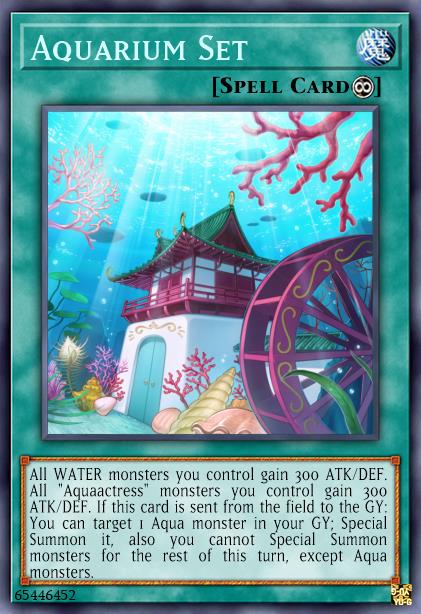 Aquarium Set
魔
[Spell Card]
All WATER monsters you control gain 300 ATK/DEF.
All "Aquaactress" monsters you control gain 300
ATK/DEF. If this card is sent from the field to the GY:
You can target 1 Aqua monster in your GY; Special
Summon it, also you cannot Special Summon
monsters for the rest of this turn, except Aqua
monsters.
65446452